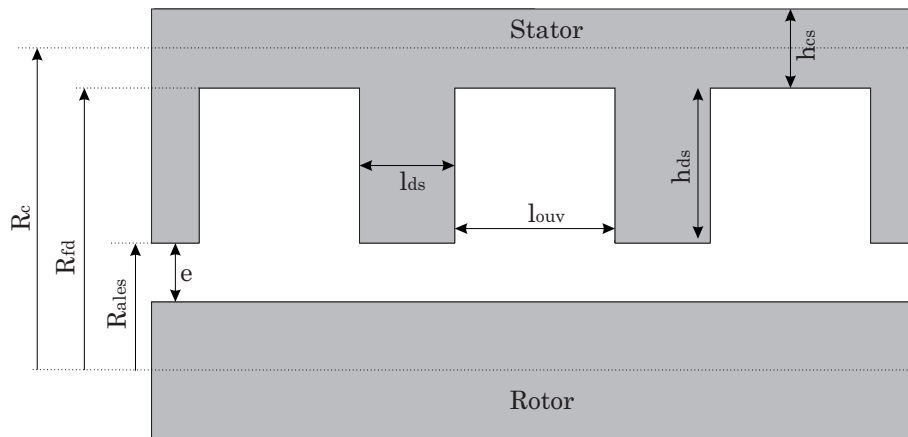 Stator
hcs
lds
hds
louv
Rc
Rfd
Rales
e
Rotor